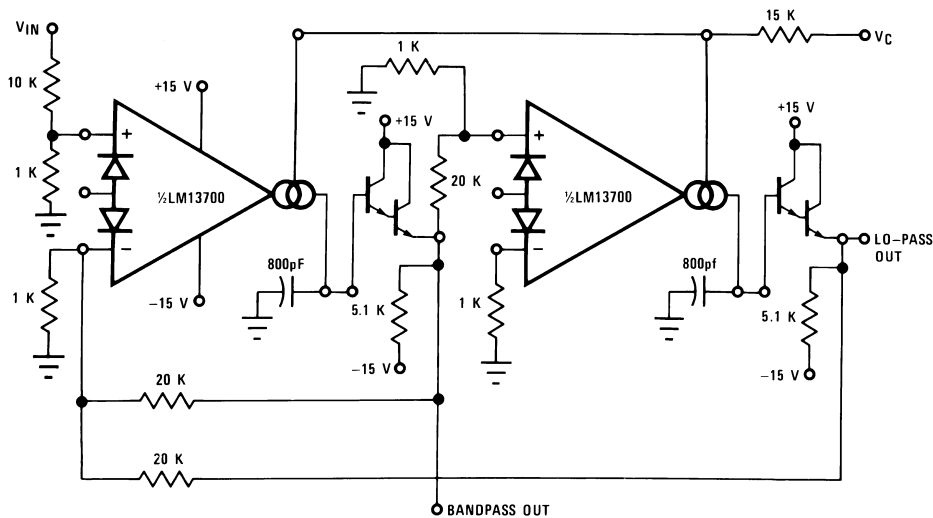 VIN
15 K
VC
1 K
10 K
+15 V
+15 V
+15 V
+
+
1 K
½LM13700
20 K
½LM13700
−
−
LO-PASS
OUT
800pF
800pf
1 K
−15 V
5.1 K
1 K
5.1 K
−15 V
−15 V
20 K
20 K
BANDPASS OUT